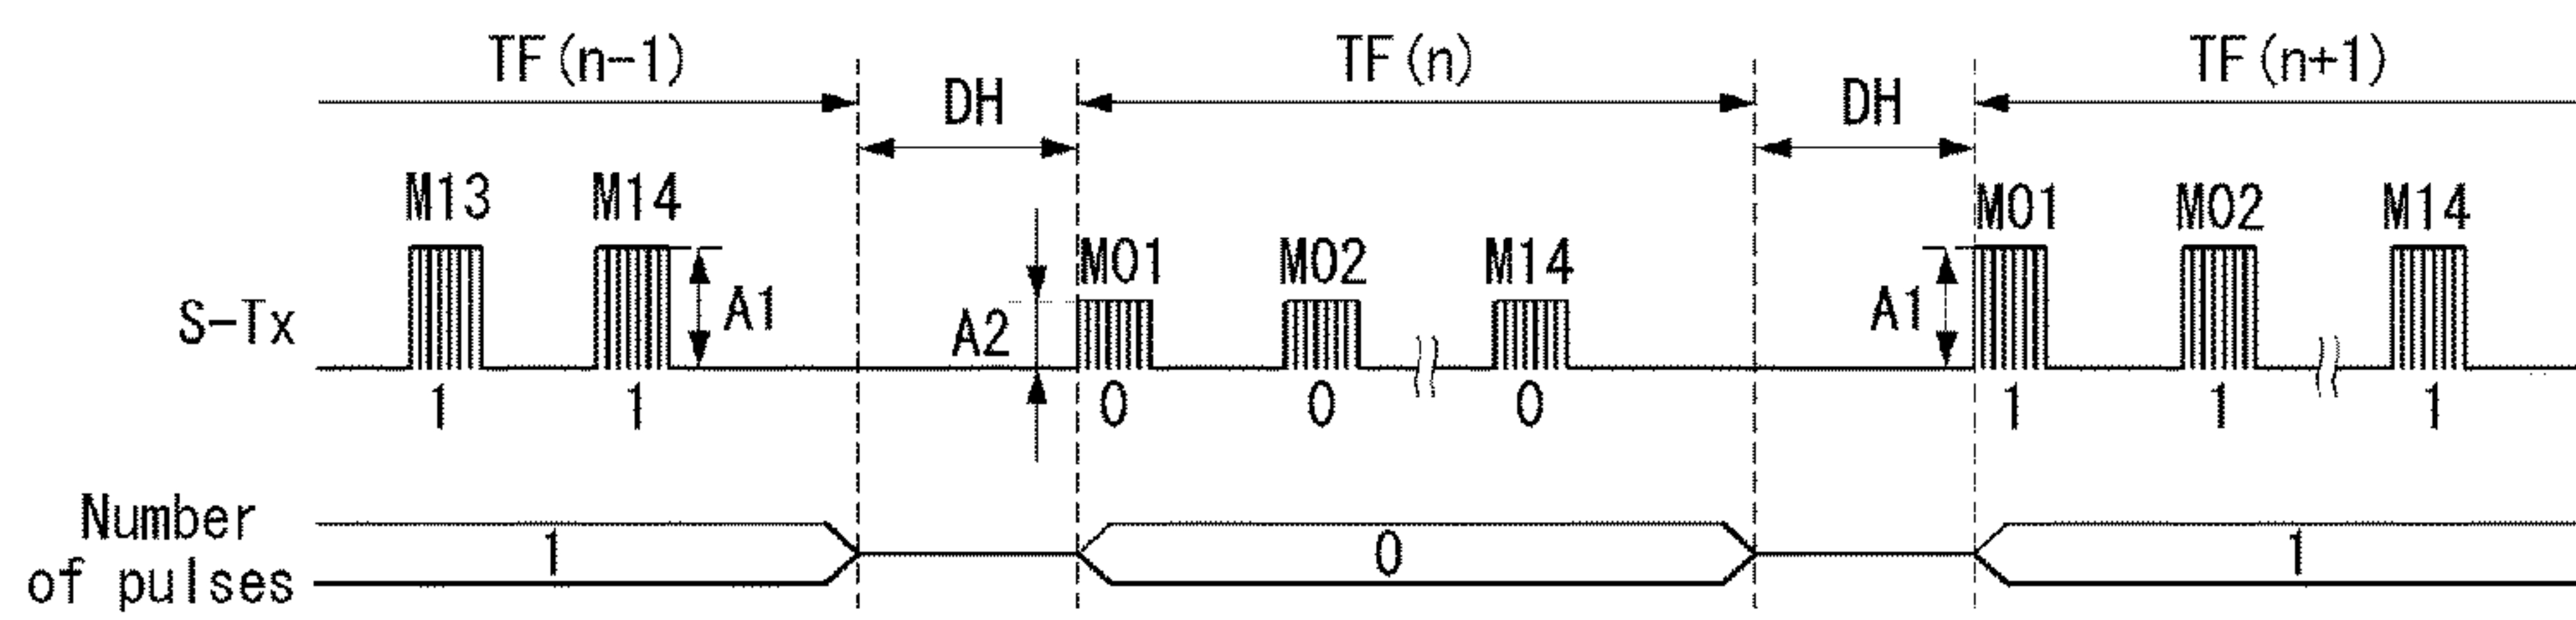 TF(n-1) TF(n) TF(n+1)
DH DH
M13 M14 M01 M02 M14
M01 M02 M14
S-Tx A1 A2 A1
1 1 0 0 0 1 1 1
Number
of pulses
1 0 1